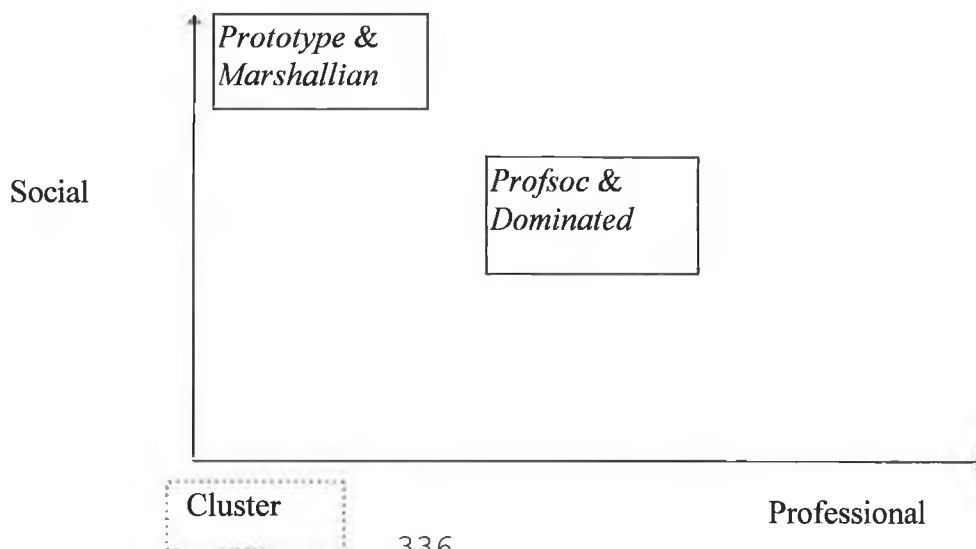 Prototype &
Marshallian
Social
Profsoc &
Dominated
Cluster
Professional
336